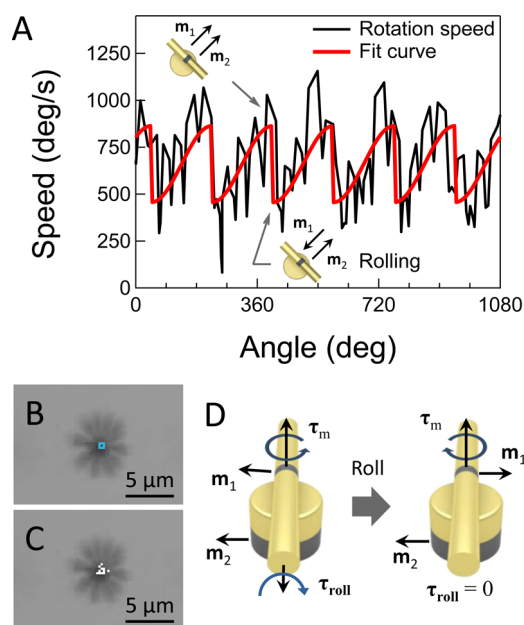 A
Speed (deg/s)
1250
1000
750
500
250
0
m1
m2
Rotation speed
Fit curve
m1
m2
Rolling
0
360
720
1080
Angle (deg)
B
5 µm
C
5 µm
D
τm
m1
m2
τroll
Roll
τm
m1
m2
τroll = 0